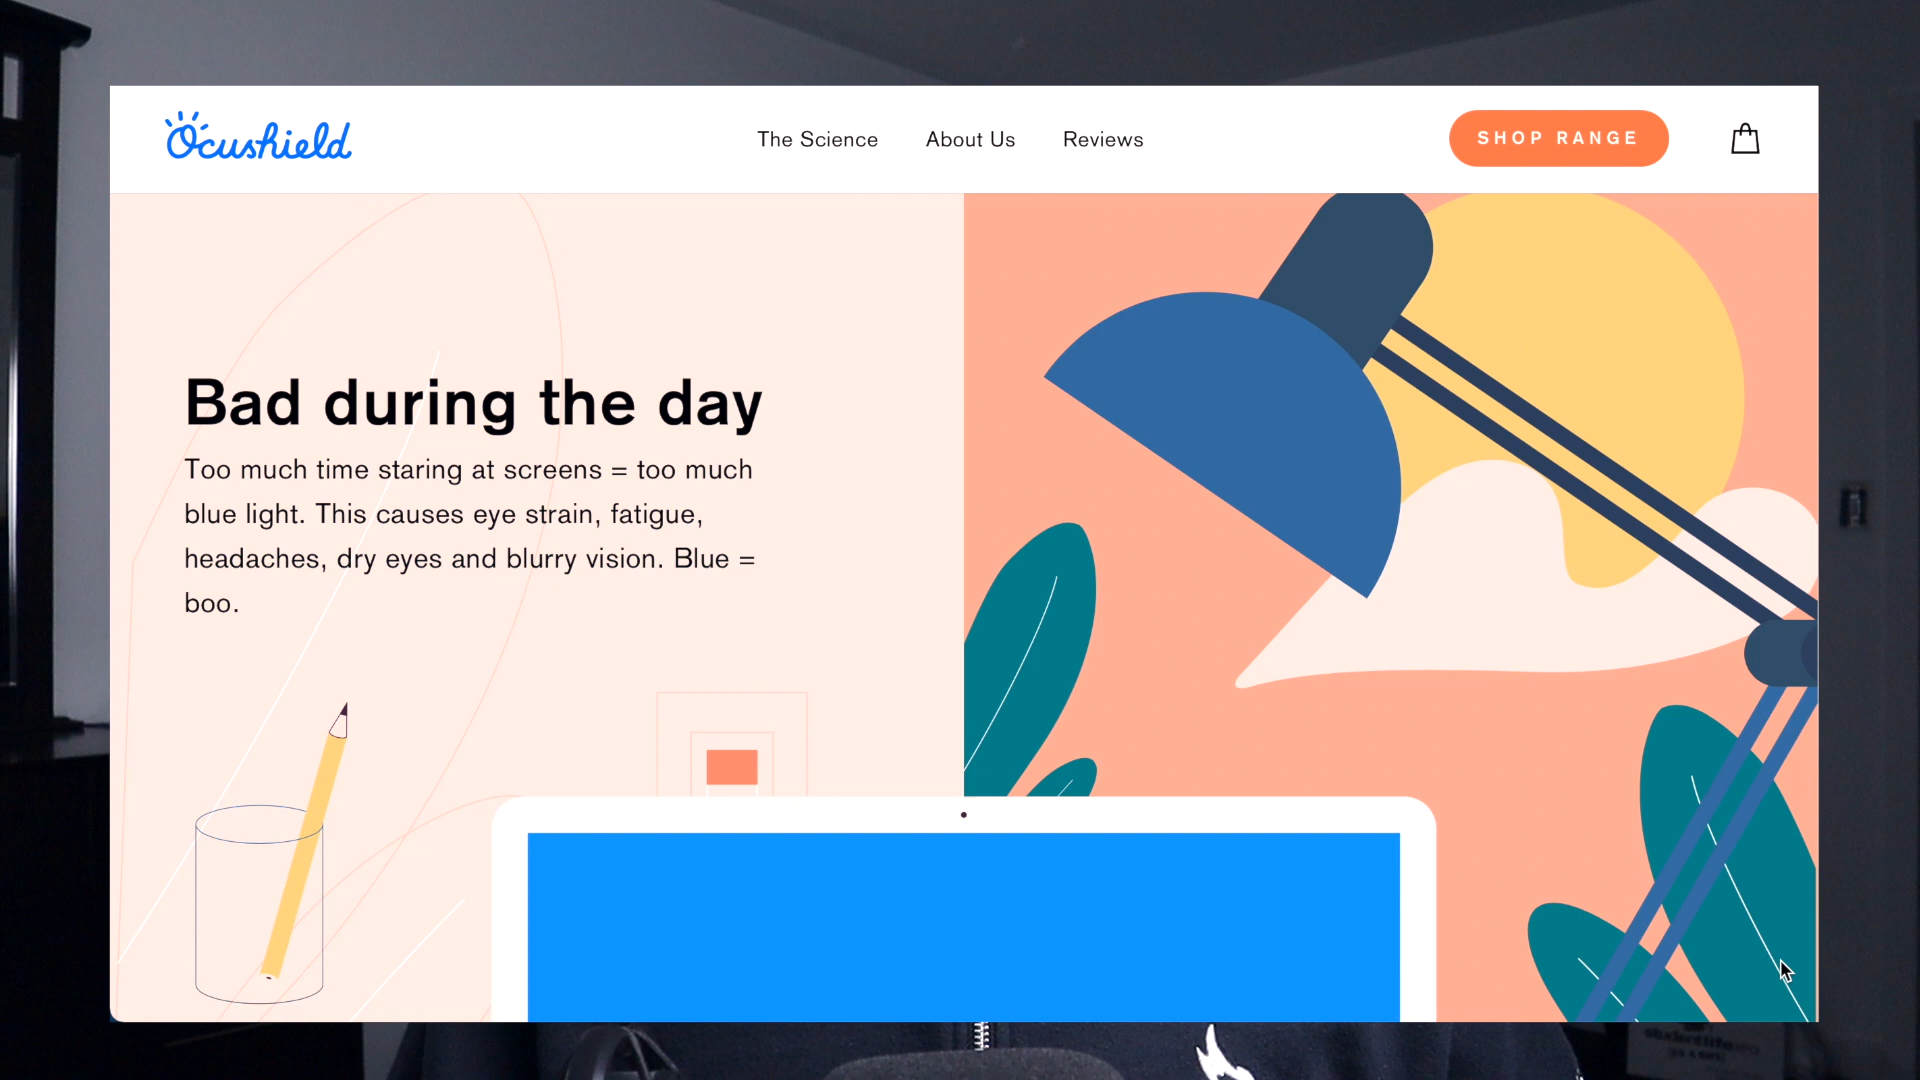 Ocushield
The Science
About Us
Reviews
SHOP RANGE
Bad during the day
Too much time staring at screens = too much
blue light. This causes eye strain, fatigue,
headaches, dry eyes and blurry vision. Blue =
boo.